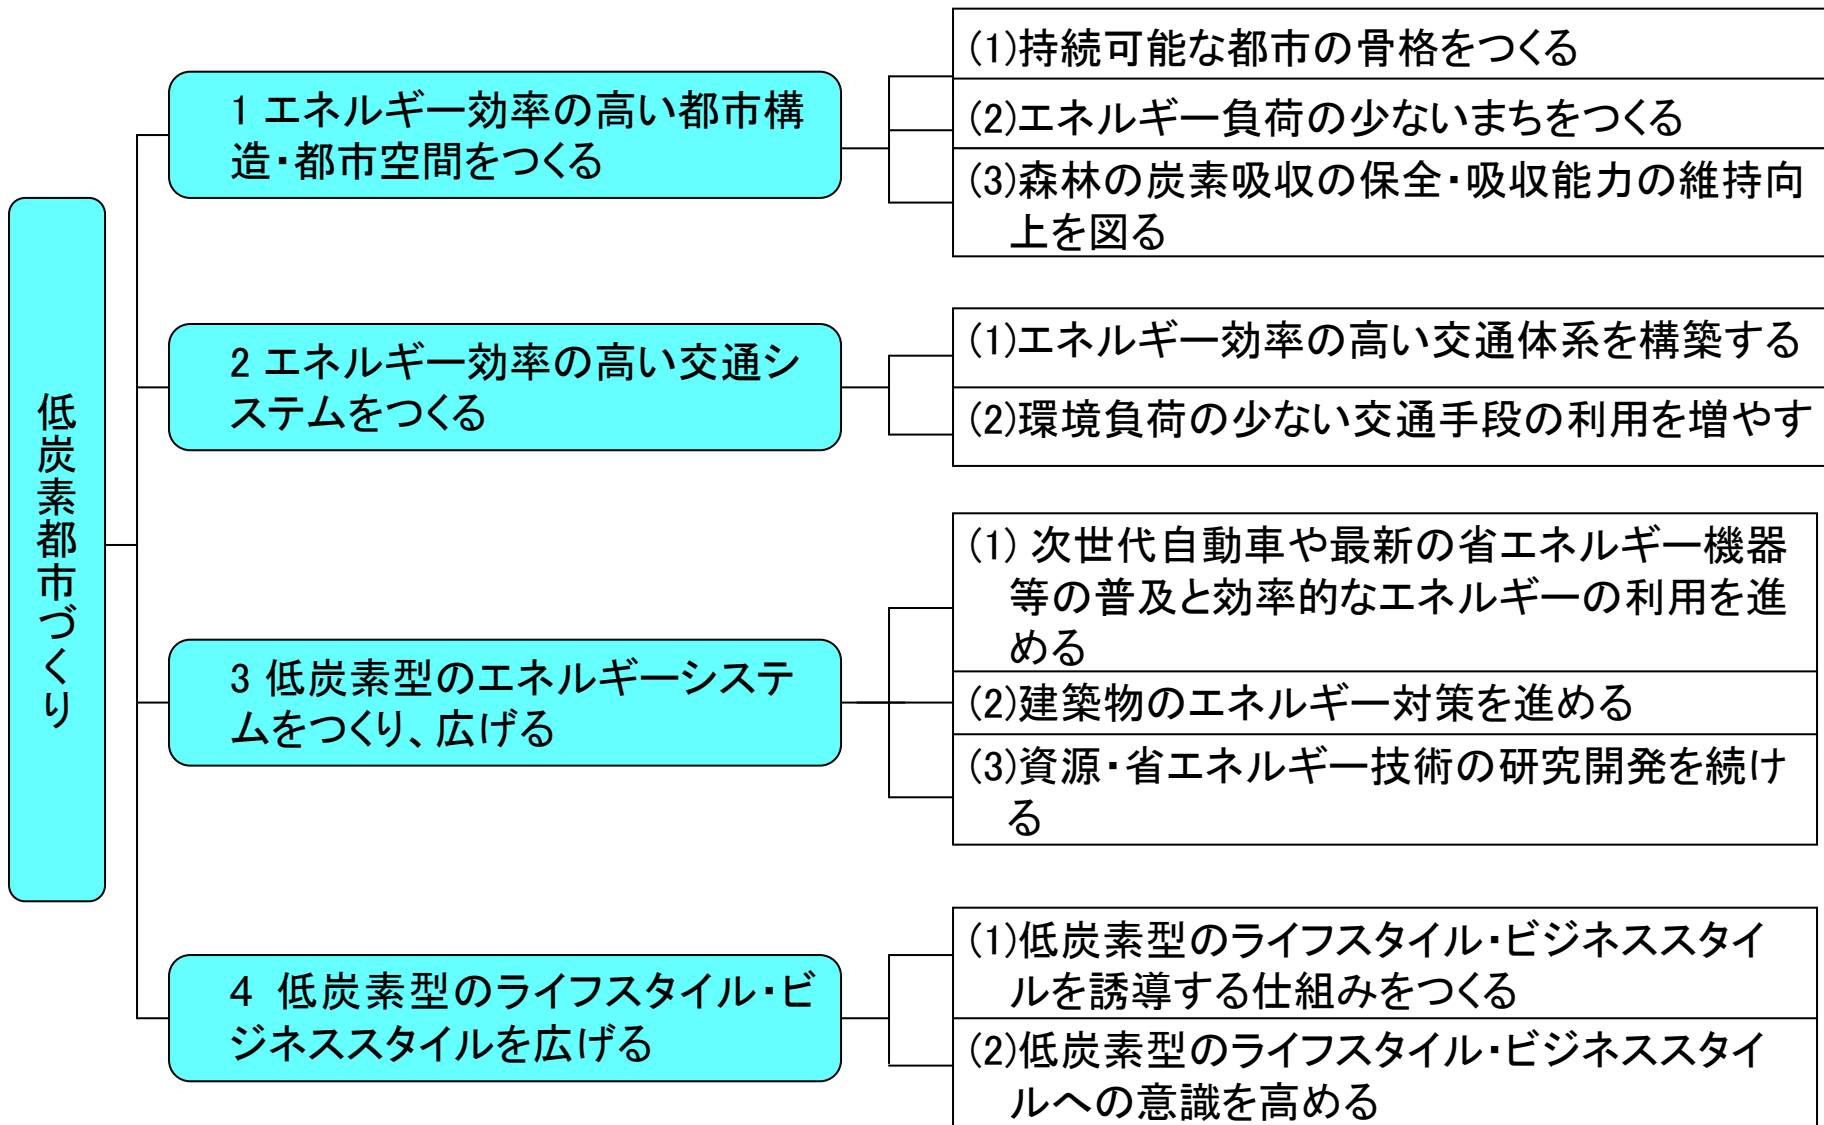 低炭素都市づくり
1 エネルギー効率の高い都市構
造・都市空間をつくる
(1)持続可能な都市の骨格をつくる
(2)エネルギー負荷の少ないまちをつくる
(3)森林の炭素吸収の保全・吸収能力の維持向
上を図る
2 エネルギー効率の高い交通シ
ステムをつくる
(1)エネルギー効率の高い交通体系を構築する
(2)環境負荷の少ない交通手段の利用を増やす
3 低炭素型のエネルギーシステ
ムをつくり、広げる
(1) 次世代自動車や最新の省エネルギー機器
等の普及と効率的なエネルギーの利用を進
める
(2)建築物のエネルギー対策を進める
(3)資源・省エネルギー技術の研究開発を続け
る
4 低炭素型のライフスタイル・ビ
ジネススタイルを広げる
(1)低炭素型のライフスタイル・ビジネススタイ
ルを誘導する仕組みをつくる
(2)低炭素型のライフスタイル・ビジネススタイ
ルへの意識を高める